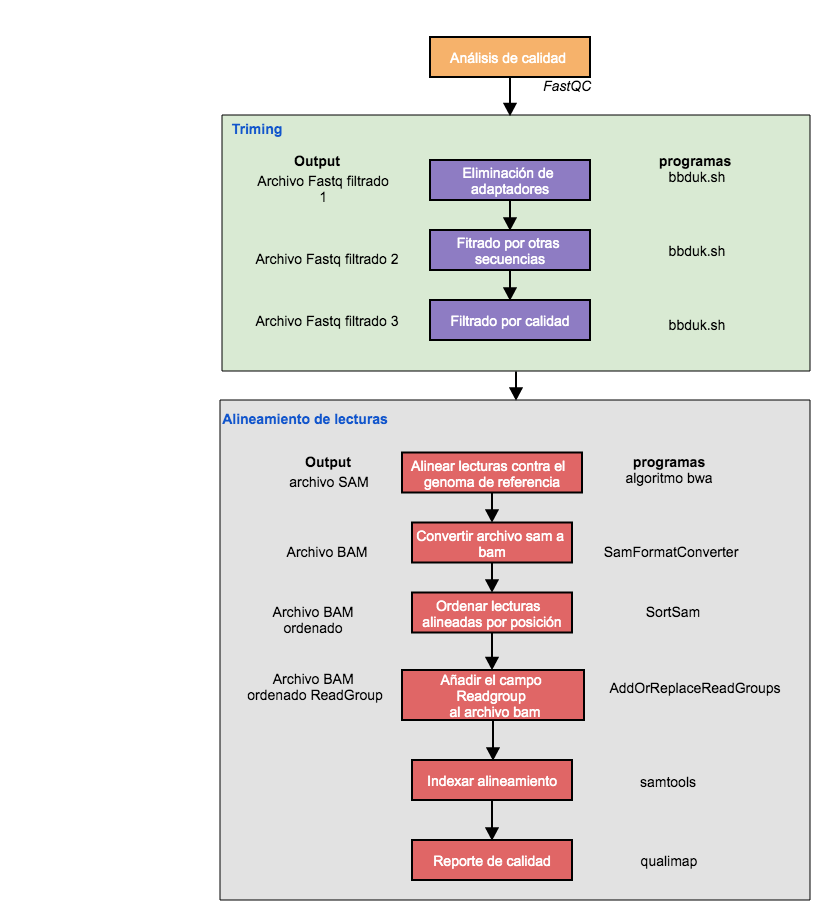 Análisis de calidad
FastQC
Triming
Output
programas
Archivo Fastq filtrado
1
Eliminación de
adaptadores
bbduk.sh
Archivo Fastq filtrado 2
Fitrado por otras
secuencias
bbduk.sh
Archivo Fastq filtrado 3
Filtrado por calidad
bbduk.sh
Alineamiento de lecturas
Output
programas
archivo SAM
Alinear lecturas contra el
genoma de referencia
algoritmo bwa
Archivo BAM
Convertir archivo sam a
bam
SamFormatConverter
Archivo BAM
ordenado
Ordenar lecturas
alineadas por posición
SortSam
Archivo BAM
ordenado ReadGroup
Añadir el campo
Readgroup
al archivo bam
AddOrReplaceReadGroups
Indexar alineamiento
samtools
Reporte de calidad
qualimap